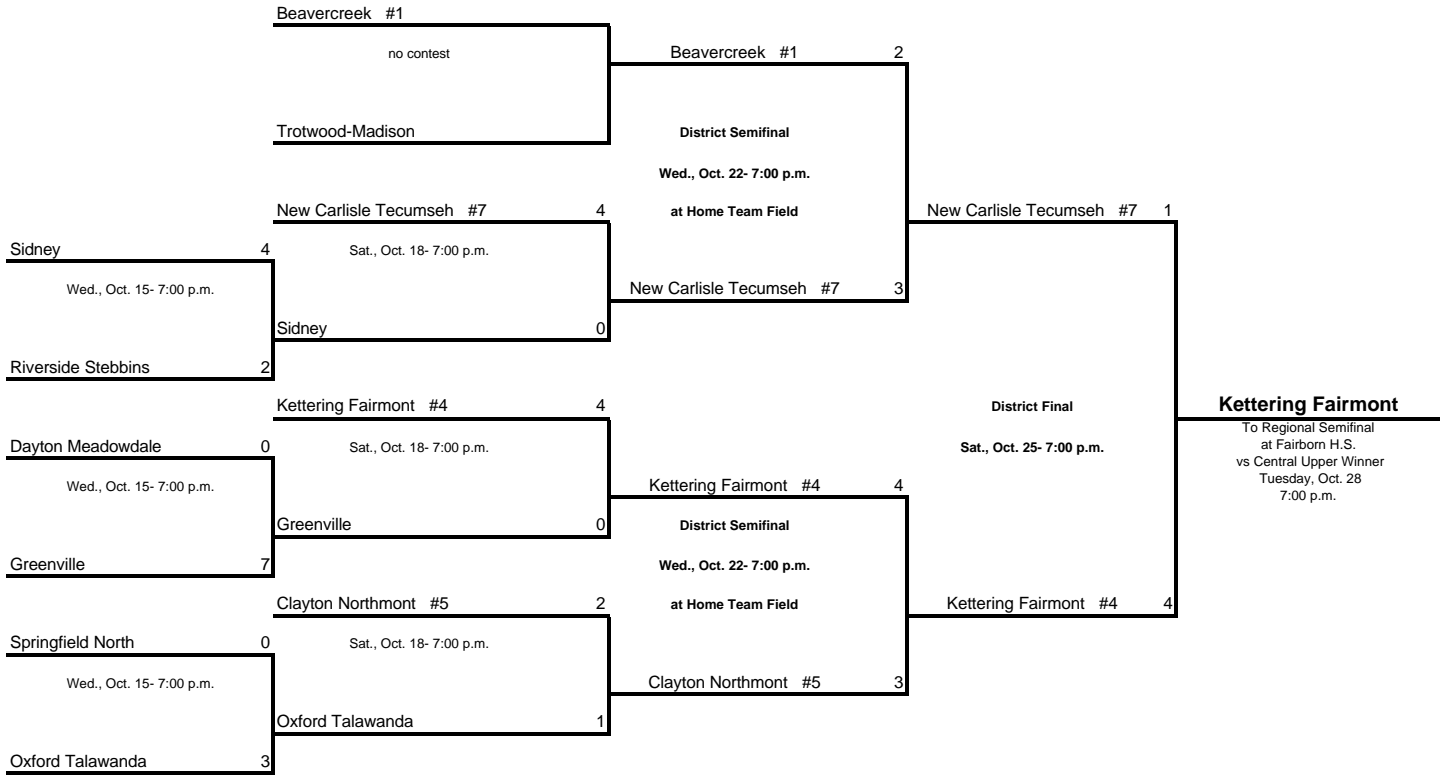 Beavercreek #1
no contest
Beavercreek #1 2
Trotwood-Madison
District Semifinal
Wed., Oct. 22- 7:00 p.m.
New Carlisle Tecumseh #7 4
at Home Team Field
New Carlisle Tecumseh #7 1
Sidney 4
Sat., Oct. 18- 7:00 p.m.
Wed., Oct. 15- 7:00 p.m.
New Carlisle Tecumseh #7 3
Sidney 0
Riverside Stebbins 2
Kettering Fairmont #4 4
District Final
Kettering Fairmont
Dayton Meadowdale 0
Sat., Oct. 18- 7:00 p.m.
Sat., Oct. 25- 7:00 p.m.
To Regional Semifinal
at Fairborn H.S.
vs Central Upper Winner
Tuesday, Oct. 28
7:00 p.m.
Wed., Oct. 15- 7:00 p.m.
Kettering Fairmont #4 4
Greenville 0
District Semifinal
Greenville 7
Wed., Oct. 22- 7:00 p.m.
Clayton Northmont #5 2
at Home Team Field
Kettering Fairmont #4 4
Springfield North 0
Sat., Oct. 18- 7:00 p.m.
Wed., Oct. 15- 7:00 p.m.
Clayton Northmont #5 3
Oxford Talawanda 1
Oxford Talawanda 3